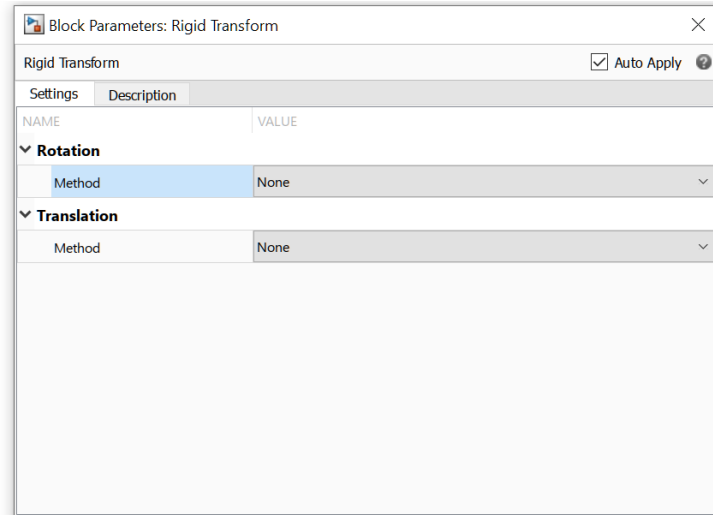 Block Parameters: Rigid Transform
Rigid Transform
Auto Apply
Settings Description
NAME VALUE
Rotation
Method None
Translation
Method None